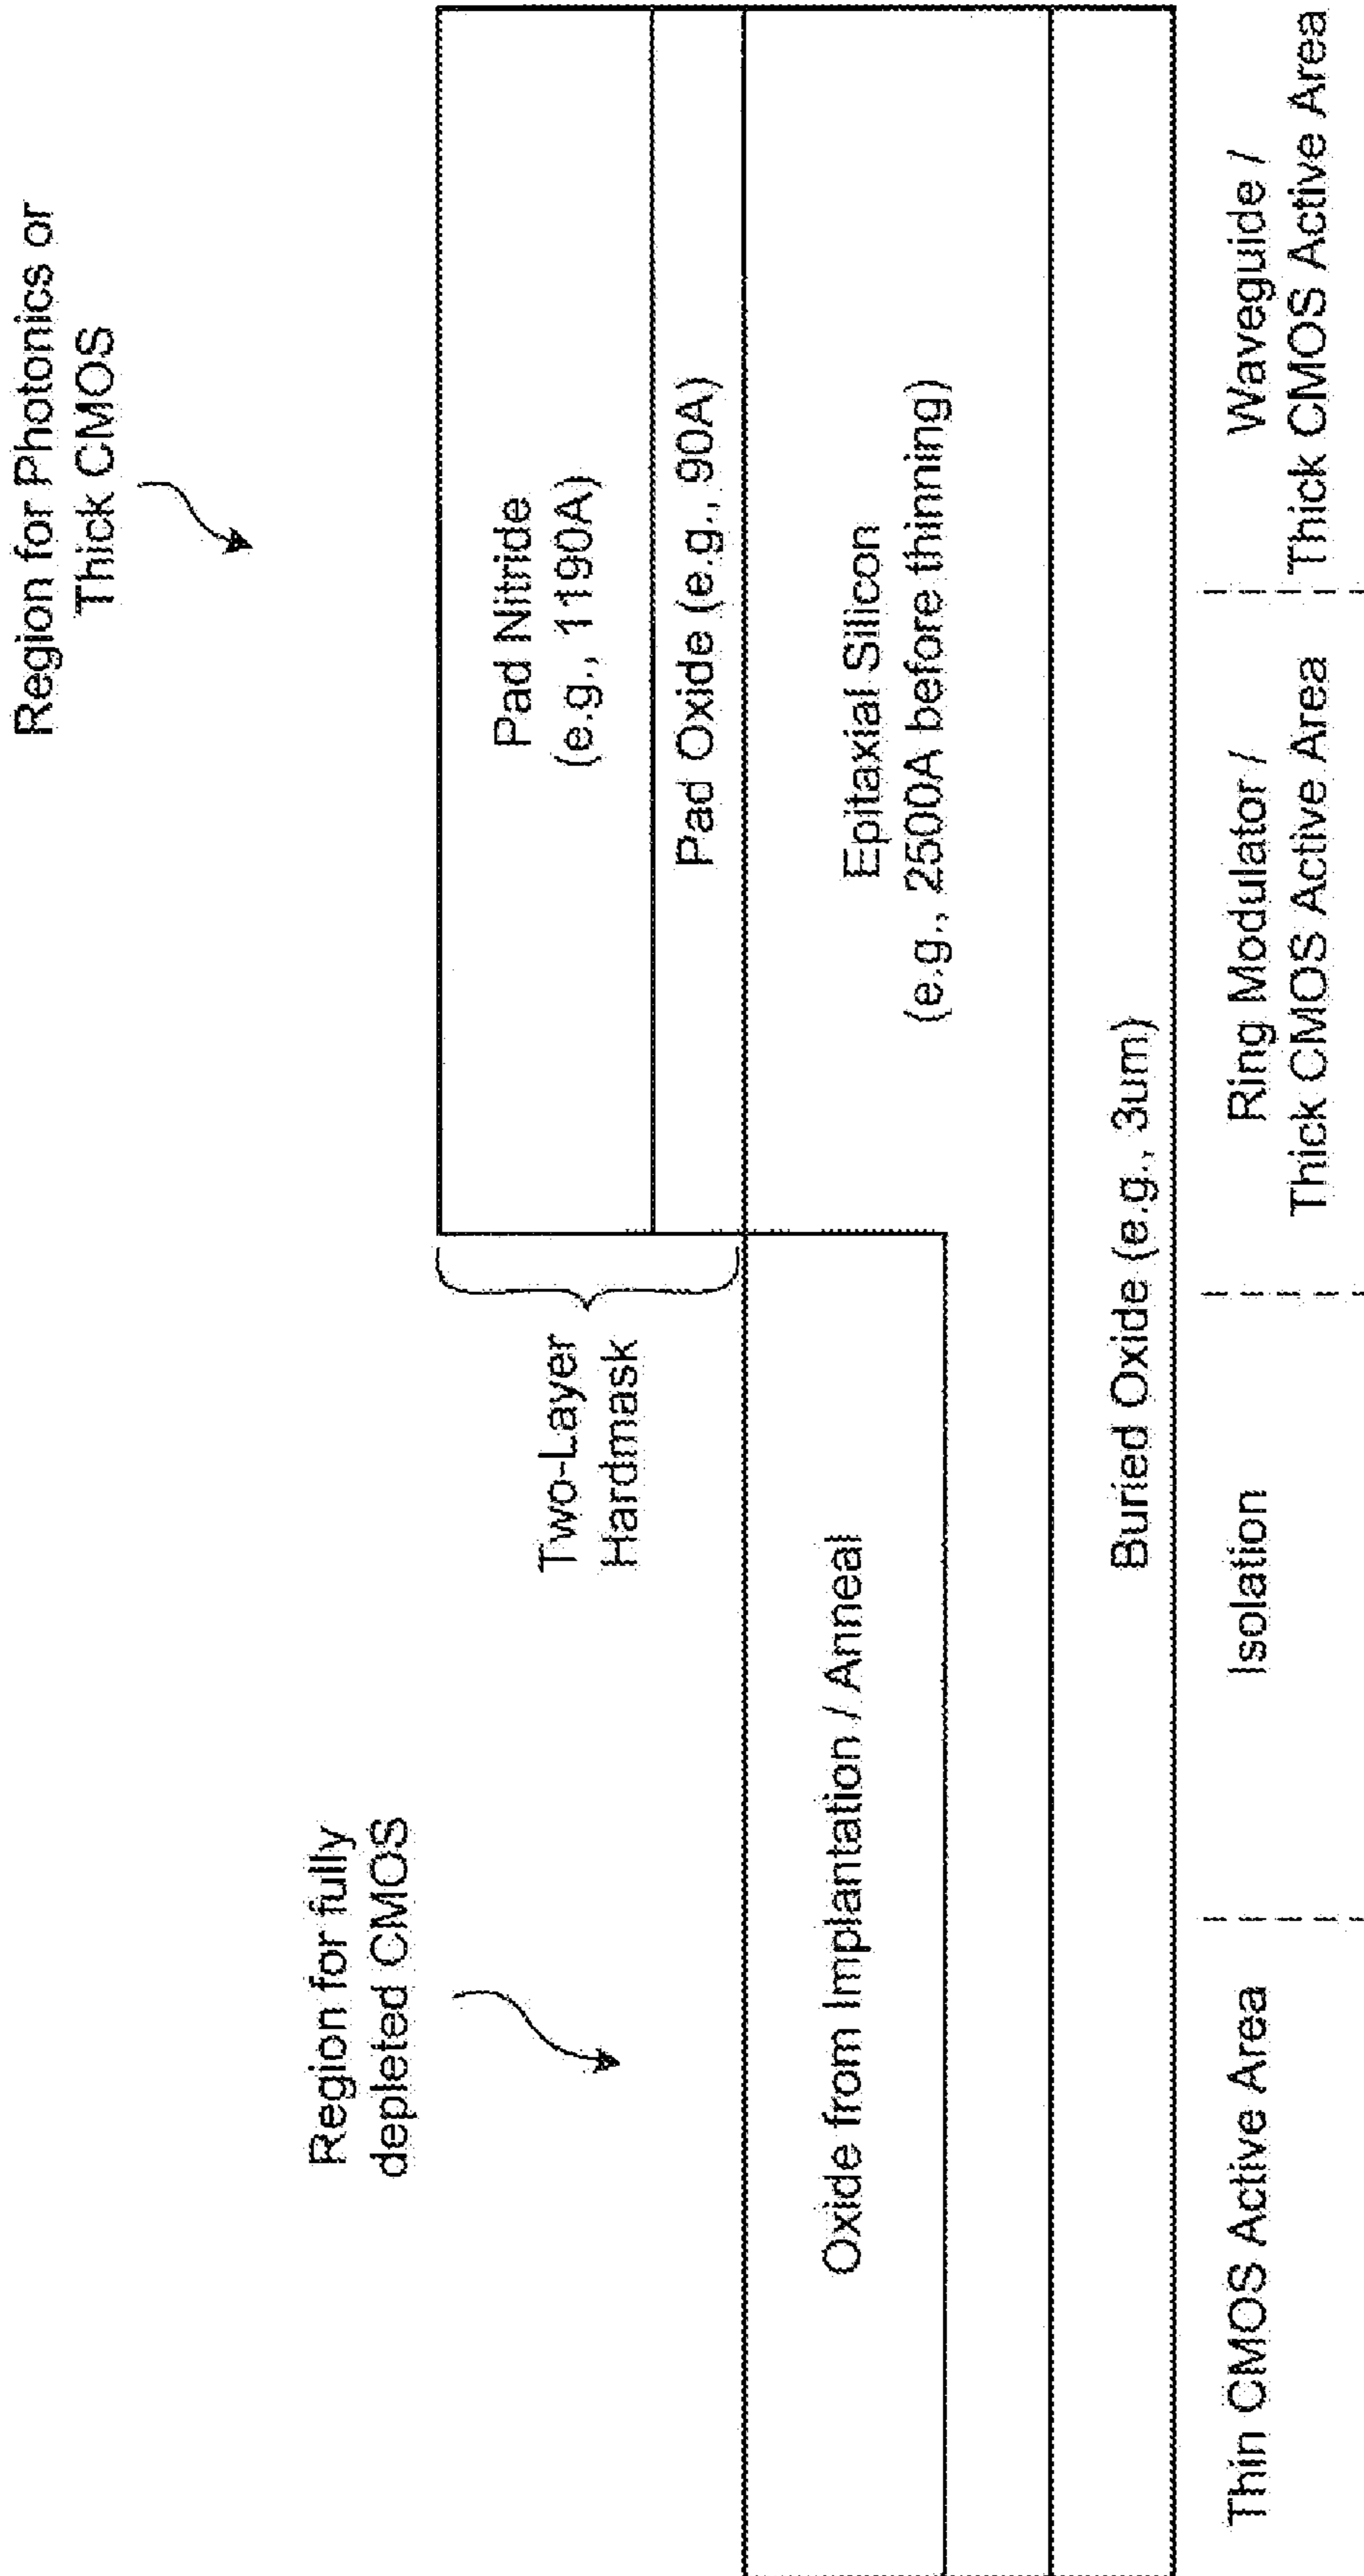 Region for Photonics or
Thick CMOS
Region for fully
depleted CMOS
Two-Layer
Hardmask
Pad Nitride
(e.g., 1190A)
Pad Oxide (e.g., 90A)
Oxide from Implantation / Anneal
Epitaxial Silicon
(e.g., 2500A before thinning)
Buried Oxide (e.g., 3um)
Thin CMOS Active Area
Isolation
Ring Modulator /
Thick CMOS Active Area
Waveguide /
Thick CMOS Active Area